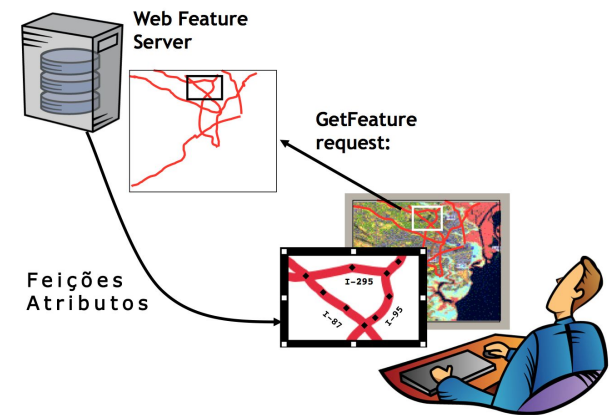 Web Feature
Server
GetFeature
request:
Feições
Atributos
I-295
I-87
I-95